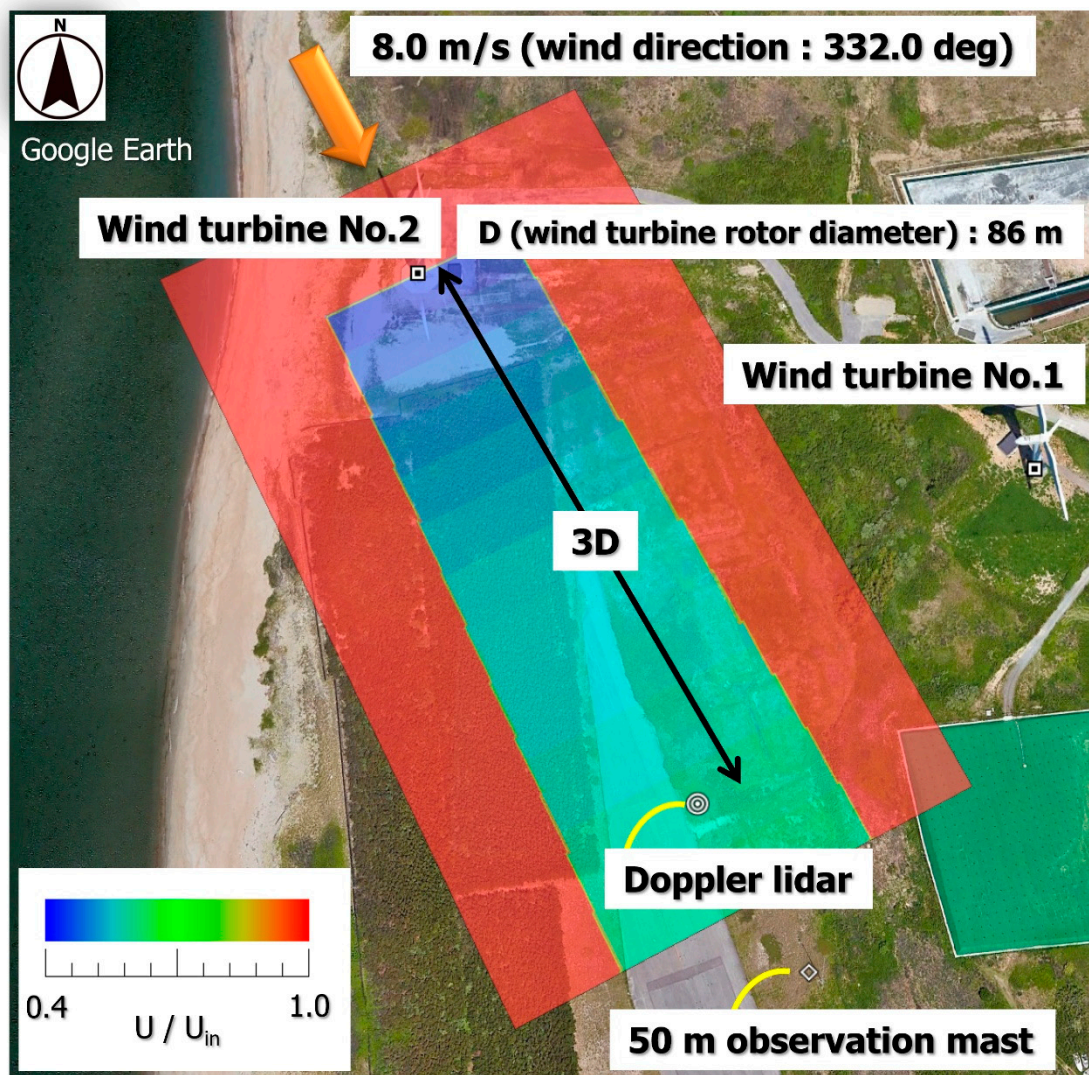 N
8.0 m/s (wind direction : 332.0 deg)
Google Earth
Wind turbine No.2
D (wind turbine rotor diameter) : 86 m
Wind turbine No.1
3D
Doppler lidar
0.4
1.0
U / Uin
50 m observation mast